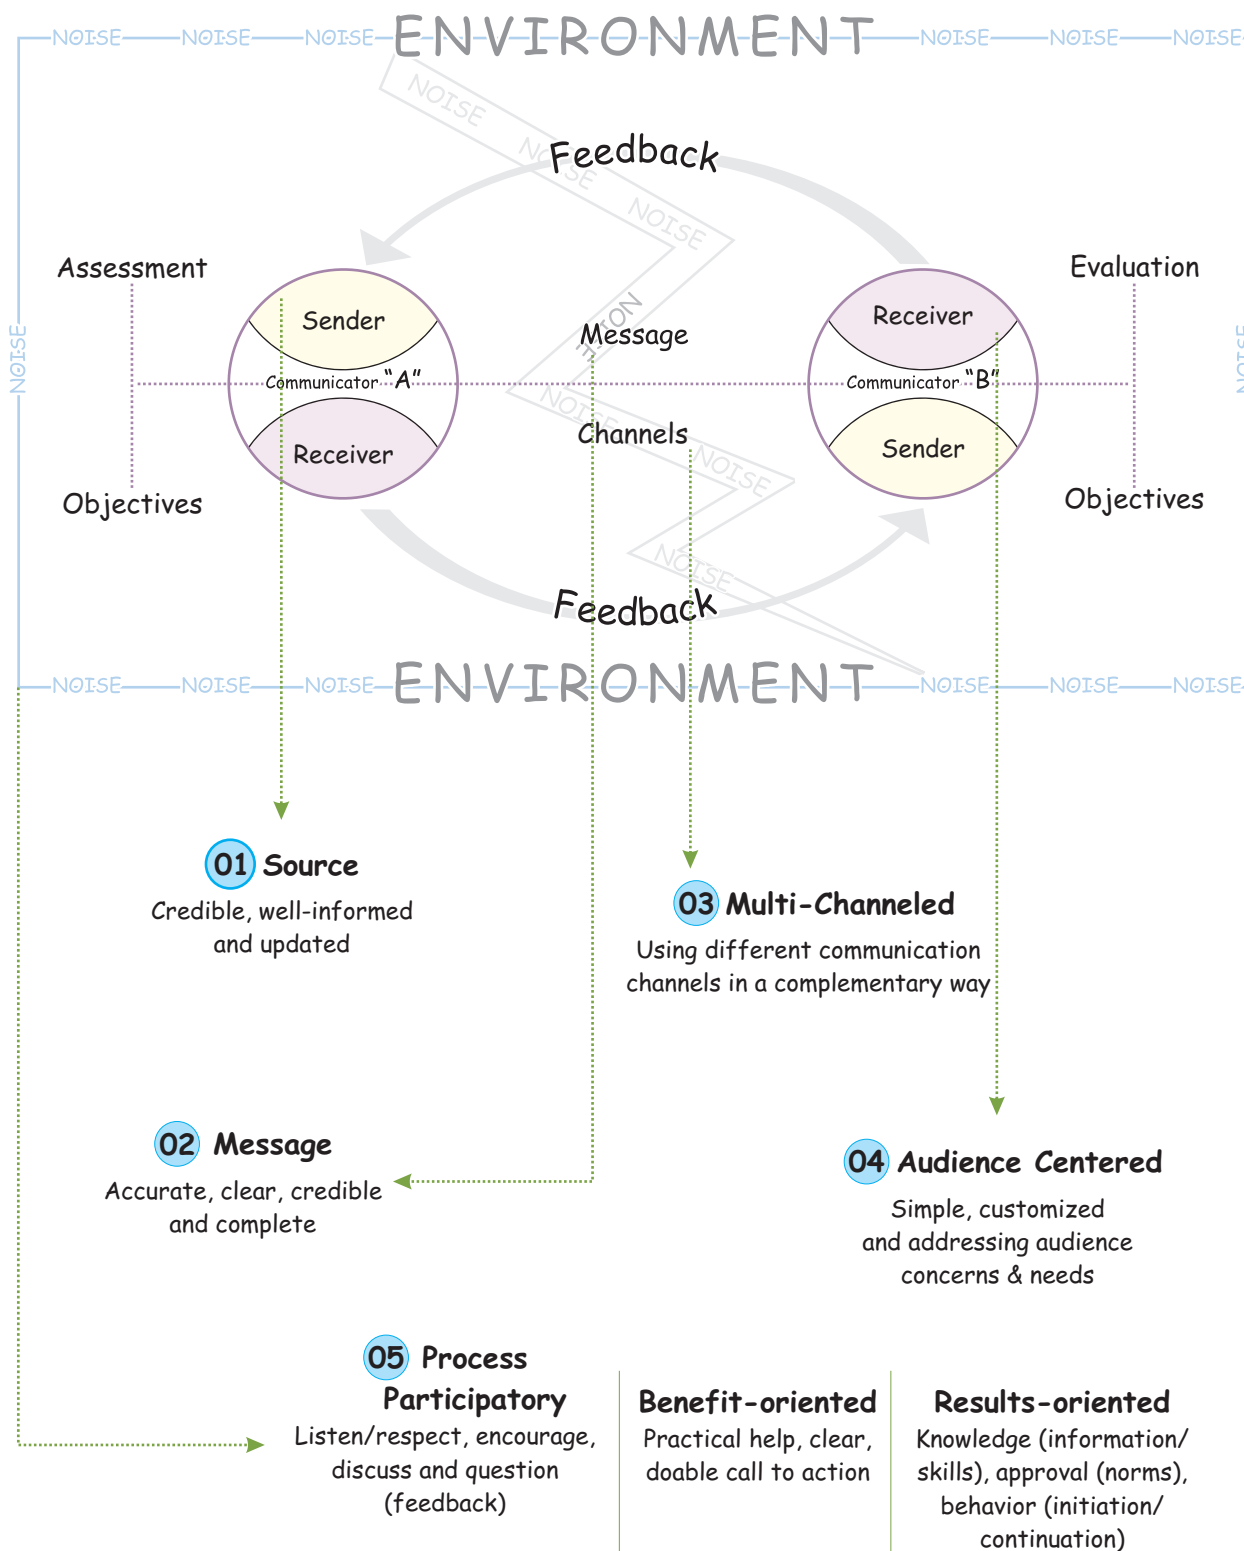 NOISE NOISE NOISE ENVIRONMENT NOISE NOISE NOISE
NOISE
NOISE
NOISE
Feedback
Assessment
Evaluation
Sender
Receiver
NOISE
Message
NOISE
NOISE
Communicator "A"
Communicator "B"
NOISE
Channels
Receiver
Sender
NOISE
Objectives
Objectives
NOISE
Feedback
NOISE NOISE NOISE ENVIRONMENT NOISE NOISE NOISE
01 Source
Credible, well-informed
and updated
03 Multi-Channeled
Using different communication
channels in a complementary way
02 Message
Accurate, clear, credible
and complete
04 Audience Centered
Simple, customized
and addressing audience
concerns & needs
05 Process
Participatory
Listen/respect, encourage,
discuss and question
(feedback)
Benefit-oriented
Practical help, clear,
doable call to action
Results-oriented
Knowledge (information/
skills), approval (norms),
behavior (initiation/
continuation)